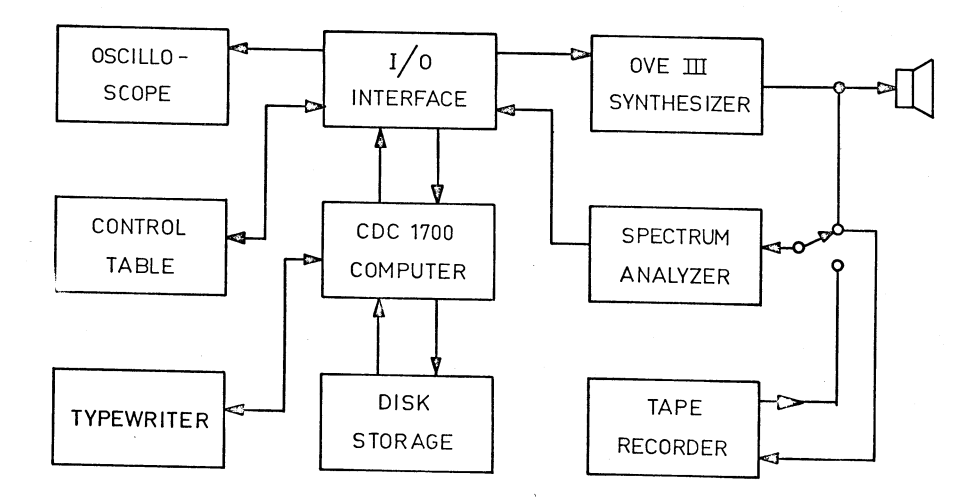 OSCILLO-
SCOPE
I/O
INTERFACE
OVE III
SYNTHESIZER
CONTROL
TABLE
CDC 1700
COMPUTER
SPECTRUM
ANALYZER
TYPEWRITER
DISK
STORAGE
TAPE
RECORDER